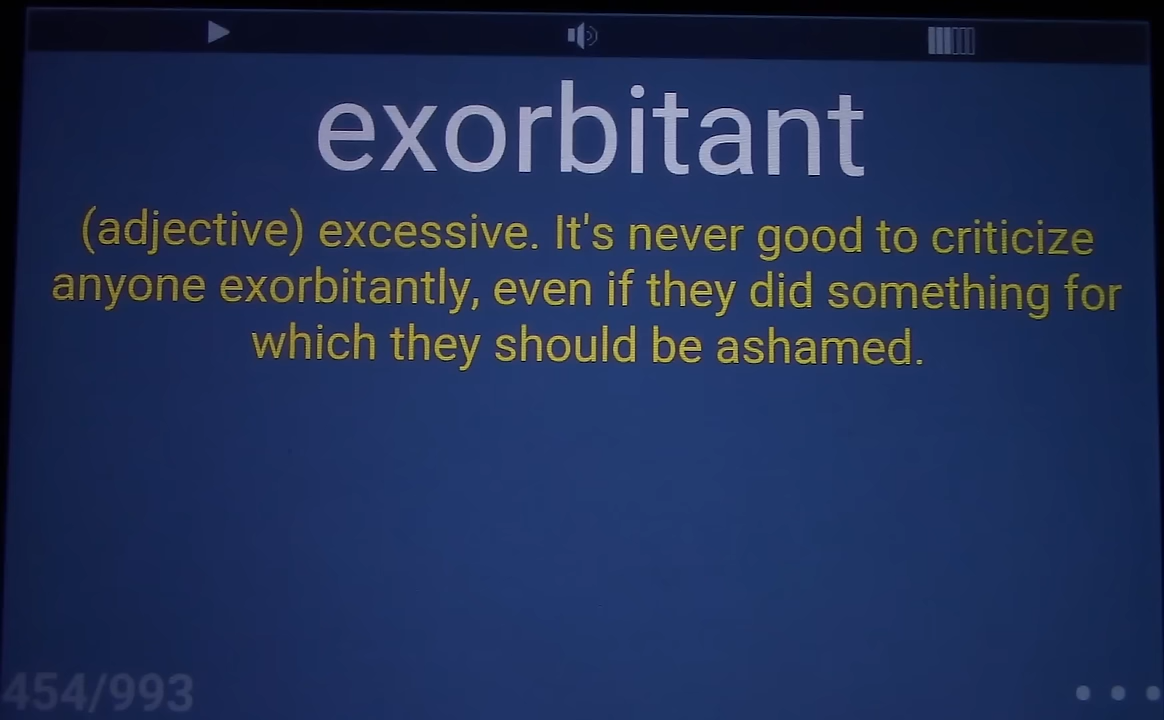 exorbitant
(adjective) excessive. It's never good to criticize
anyone exorbitantly, even if they did something for
which they should be ashamed.
454/993